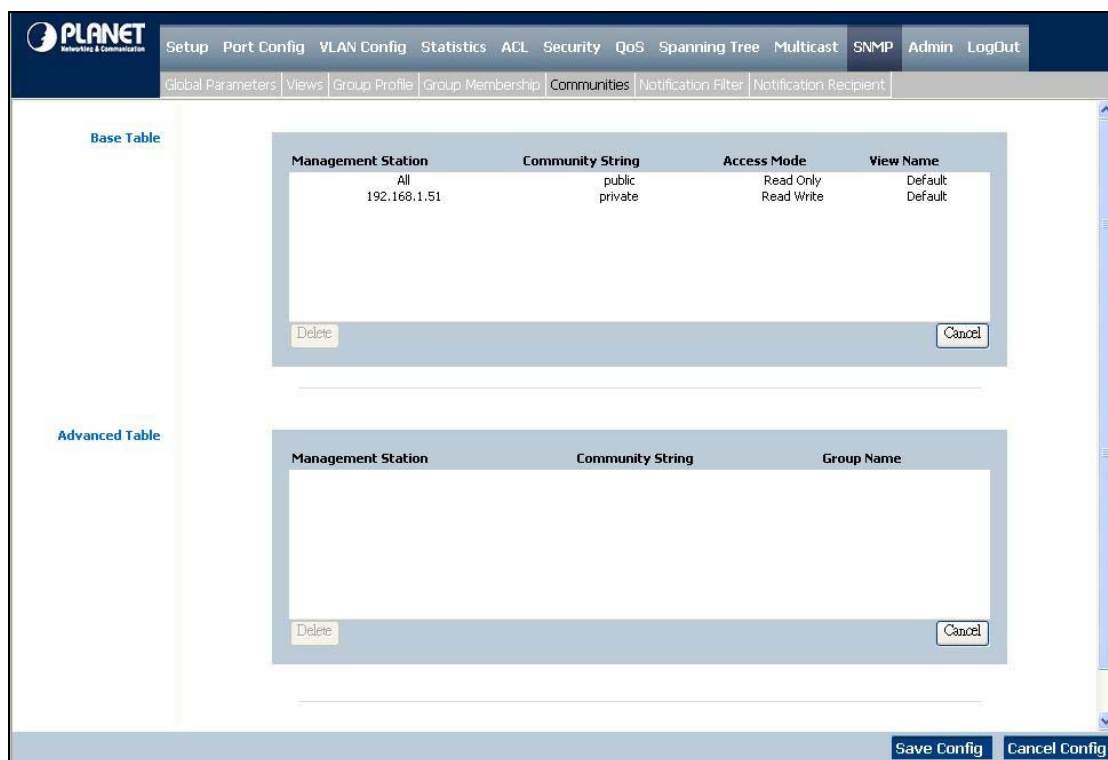 PLANET
Networking & Communication
Setup Port Config VLAN Config Statistics ACL Security QoS Spanning Tree Multicast SNMP Admin LogOut
Global Parameters Views Group Profile Group Membership Communities Notification Filter Notification Recipient
Base Table
Management Station Community String Access Mode View Name
All public Read Only Default
192.168.1.51 private Read Write Default
Delete Cancel
Advanced Table
Management Station Community String Group Name
Delete Cancel
Save Config Cancel Config